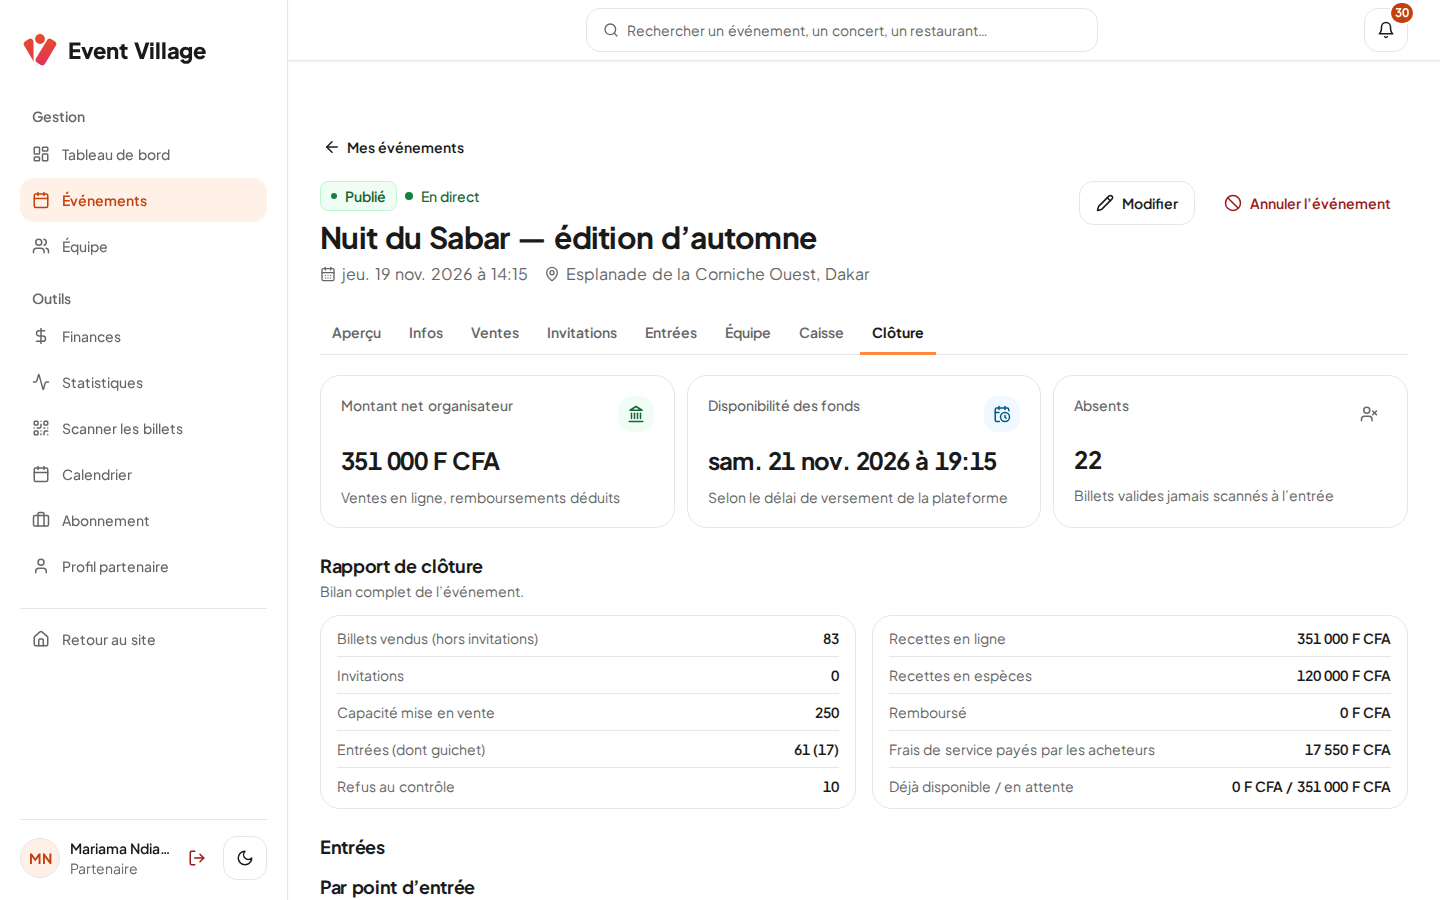 Event Village
Rechercher un événement, un concert, un restaurant…
30
Gestion
Tableau de bord
Événements
Équipe
Outils
Finances
Statistiques
Scanner les billets
Calendrier
Abonnement
Profil partenaire
Retour au site
MN
Mariama Ndia…
Partenaire
Mes événements
Publié
En direct
Modifier
Annuler l’événement
Nuit du Sabar — édition d’automne
jeu. 19 nov. 2026 à 14:15
Esplanade de la Corniche Ouest, Dakar
Aperçu
Infos
Ventes
Invitations
Entrées
Équipe
Caisse
Clôture
Montant net organisateur
351 000 F CFA
Ventes en ligne, remboursements déduits
Disponibilité des fonds
sam. 21 nov. 2026 à 19:15
Selon le délai de versement de la plateforme
Absents
22
Billets valides jamais scannés à l’entrée
Rapport de clôture
Bilan complet de l’événement.
Billets vendus (hors invitations) 83
Invitations 0
Capacité mise en vente 250
Entrées (dont guichet) 61 (17)
Refus au contrôle 10
Recettes en ligne 351 000 F CFA
Recettes en espèces 120 000 F CFA
Remboursé 0 F CFA
Frais de service payés par les acheteurs 17 550 F CFA
Déjà disponible / en attente 0 F CFA / 351 000 F CFA
Entrées
Par point d’entrée